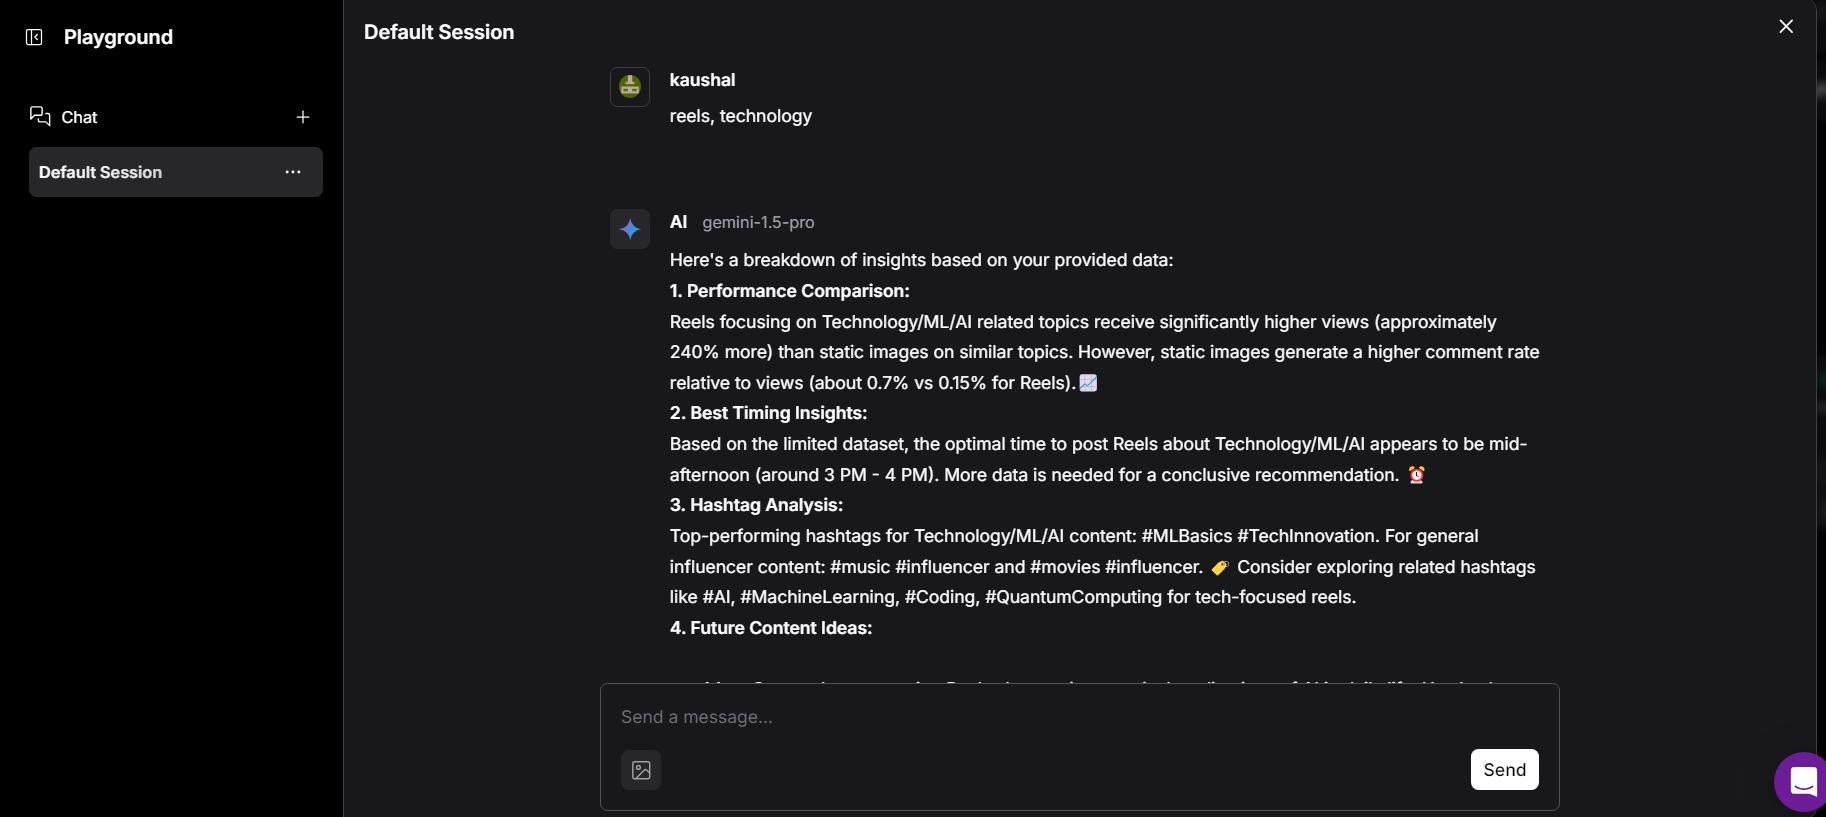 Playground
Chat
Default Session
Default Session
kaushal
reels, technology
AI gemini-1.5-pro
Here's a breakdown of insights based on your provided data:
1. Performance Comparison:
Reels focusing on Technology/ML/AI related topics receive significantly higher views (approximately
240% more) than static images on similar topics. However, static images generate a higher comment rate
relative to views (about 0.7% vs 0.15% for Reels).📈
2. Best Timing Insights:
Based on the limited dataset, the optimal time to post Reels about Technology/ML/AI appears to be mid-
afternoon (around 3 PM - 4 PM). More data is needed for a conclusive recommendation. ⏰
3. Hashtag Analysis:
Top-performing hashtags for Technology/ML/AI content: #MLBasics #TechInnovation. For general
influencer content: #music #influencer and #movies #influencer. 🏷️ Consider exploring related hashtags
like #AI, #MachineLearning, #Coding, #QuantumComputing for tech-focused reels.
4. Future Content Ideas:
Send a message...
Send